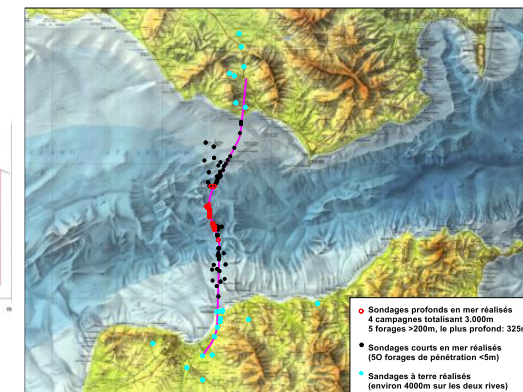 Sondages profonds en mer réalisés
4 campagnes totalisant 3.000m
5 forages >200m, le plus profond: 325m
Sondages courts en mer réalisés
(5O forages de pénétration <5m)
Sandages à terre réalisés
(environ 4000m sur les deux rives)